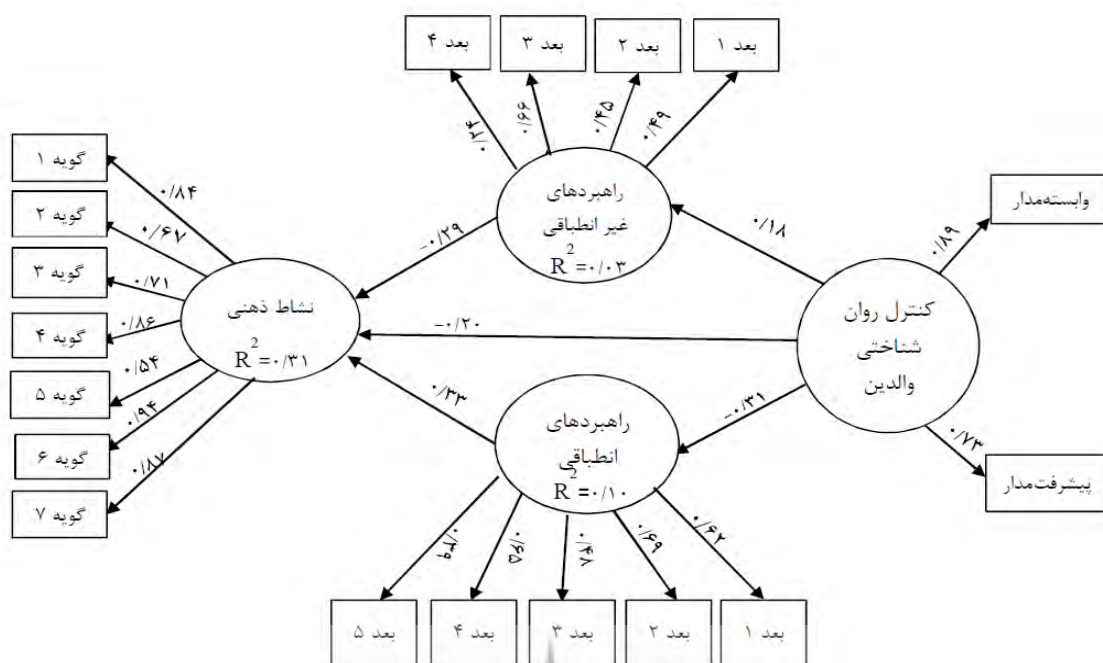 بعد ۱
بعد ۲
بعد ۳
بعد ۴
۰/۴۹
۰/۴۵
۰/۶۶
راهبردهای
غیر انطباقی
R²=۰/۰۳
وابسته‌مدار
۰/۸۹
۰/۱۸
کنترل روان
شناختی
والدین
۰/۷۳
پیشرفت‌مدار
-۰/۲۹
-۰/۲۰
-۰/۳۱
۰/۳۳
راهبردهای
انطباقی
R²=۰/۱۰
۰/۶۲
۰/۶۹
۰/۴۸
۰/۶۵
۰/۳۹
بعد ۱
بعد ۲
بعد ۳
بعد ۴
بعد ۵
نشاط ذهنی
R²=۰/۳۱
۰/۸۴
۰/۶۷
۰/۷۱
۰/۸۶
۰/۵۴
۰/۹۴
۰/۸۷
گویه ۱
گویه ۲
گویه ۳
گویه ۴
گویه ۵
گویه ۶
گویه ۷